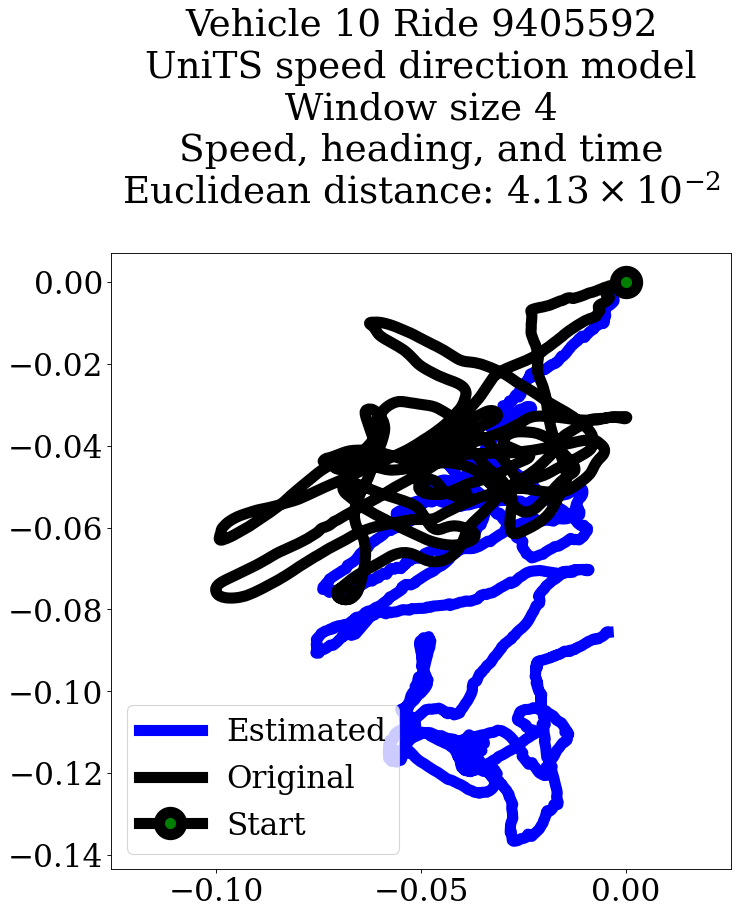 Vehicle 10 Ride 9405592
UniTS speed direction model
Window size 4
Speed, heading, and time
Euclidean distance: 4.13 × 10⁻²
0.00
−0.02
−0.04
−0.06
−0.08
−0.10
−0.12
−0.14
Estimated
Original
Start
−0.10 −0.05 0.00